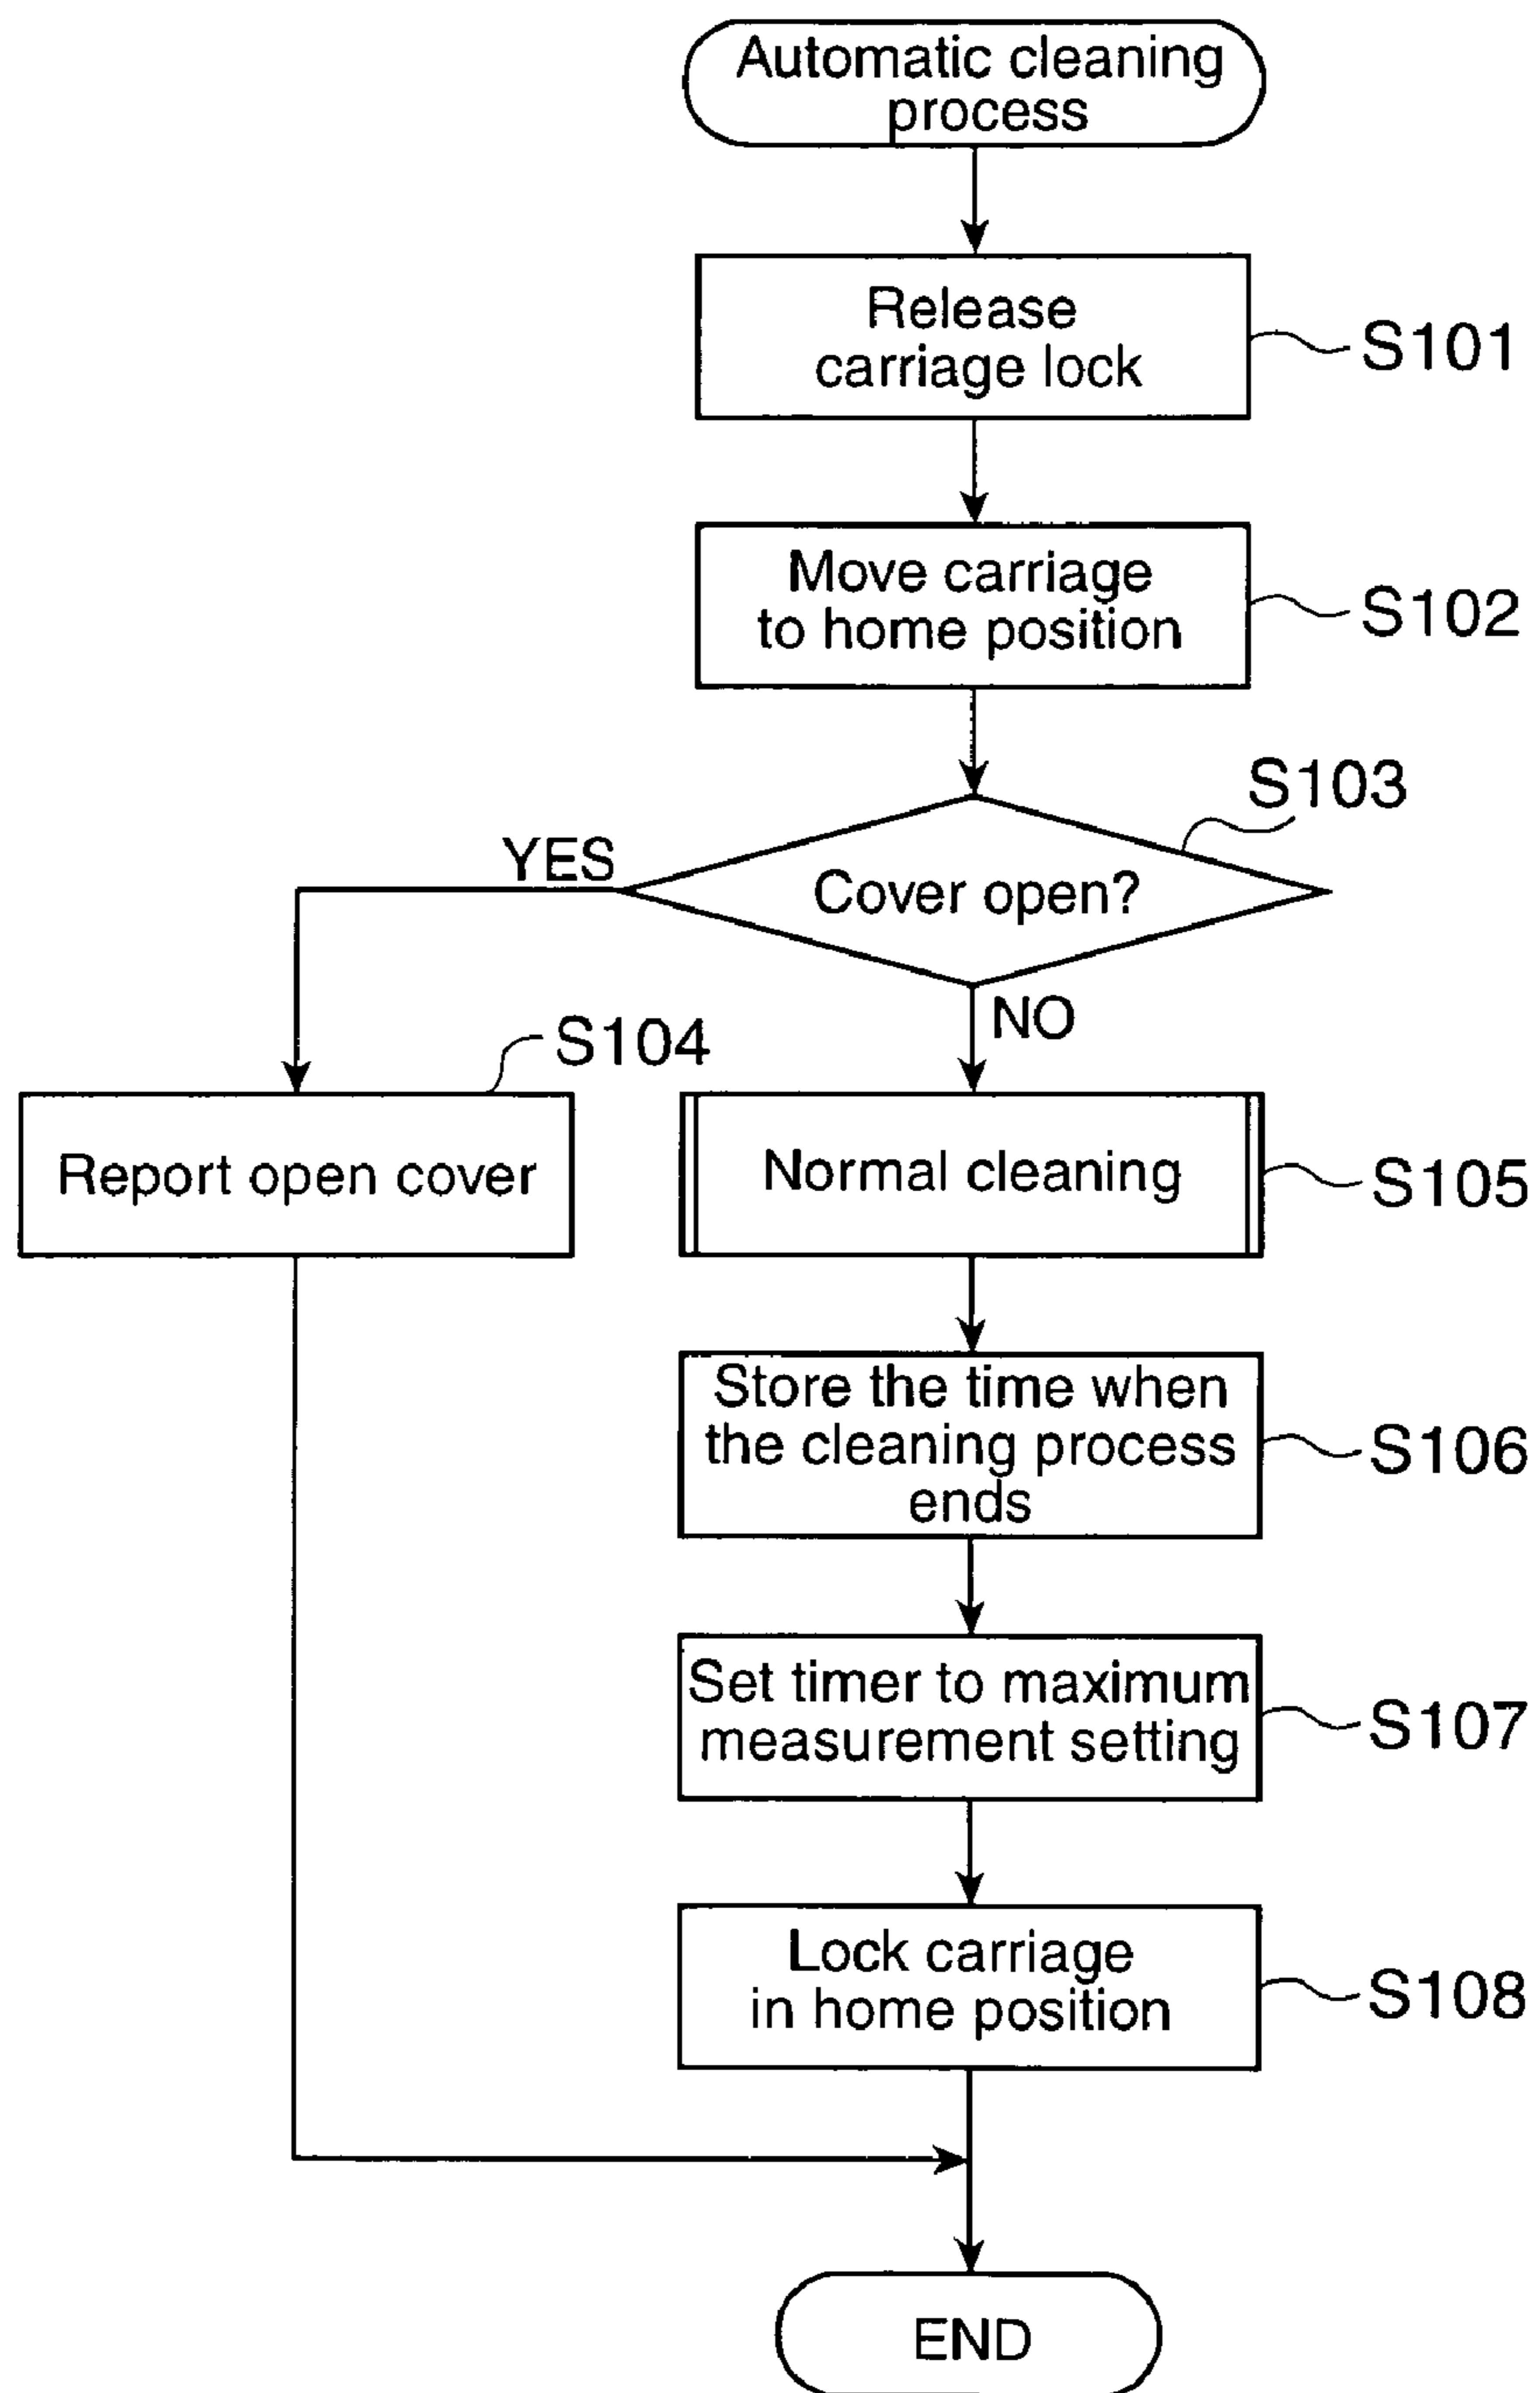 Automatic cleaning
process
Release
carriage lock
S101
Move carriage
to home position
S102
S103
YES
Cover open?
NO
S104
Report open cover
Normal cleaning
S105
Store the time when
the cleaning process
ends
S106
Set timer to maximum
measurement setting
S107
Lock carriage
in home position
S108
END